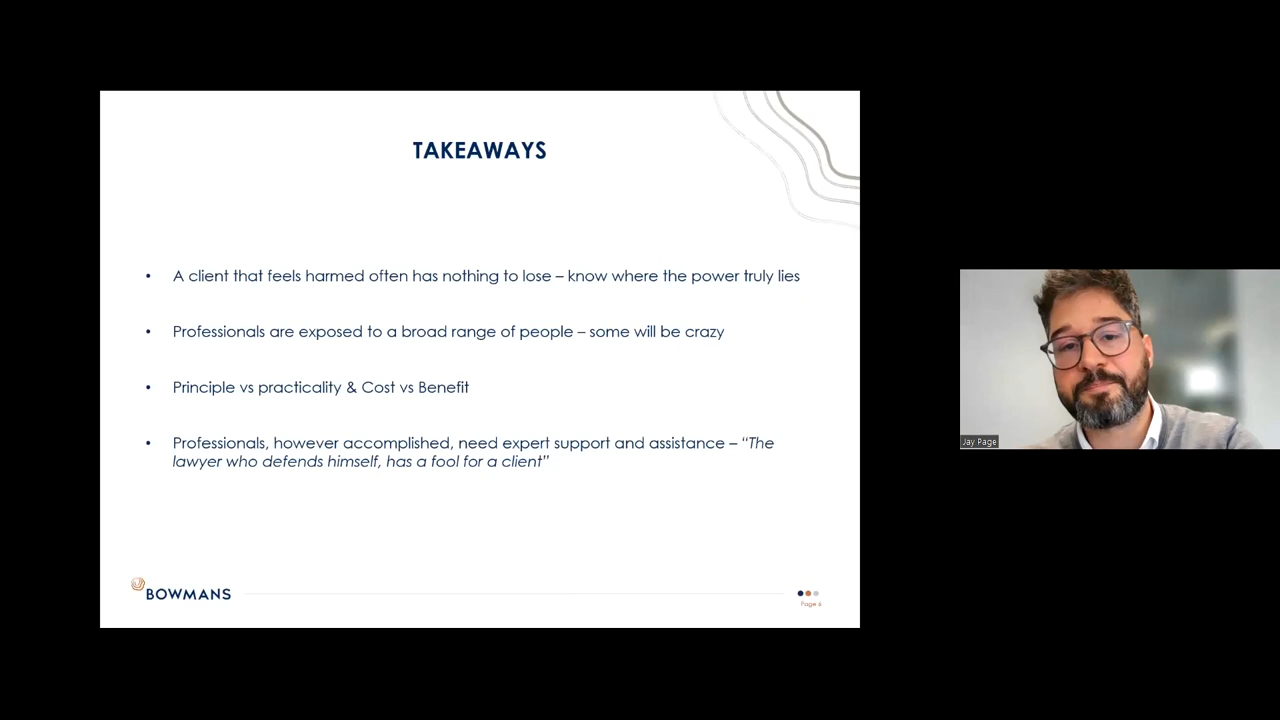 TAKEAWAYS
• A client that feels harmed often has nothing to lose – know where the power truly lies
• Professionals are exposed to a broad range of people – some will be crazy
• Principle vs practicality & Cost vs Benefit
• Professionals, however accomplished, need expert support and assistance – “The
lawyer who defends himself, has a fool for a client”
BOWMANS
Page 6
Jay Page